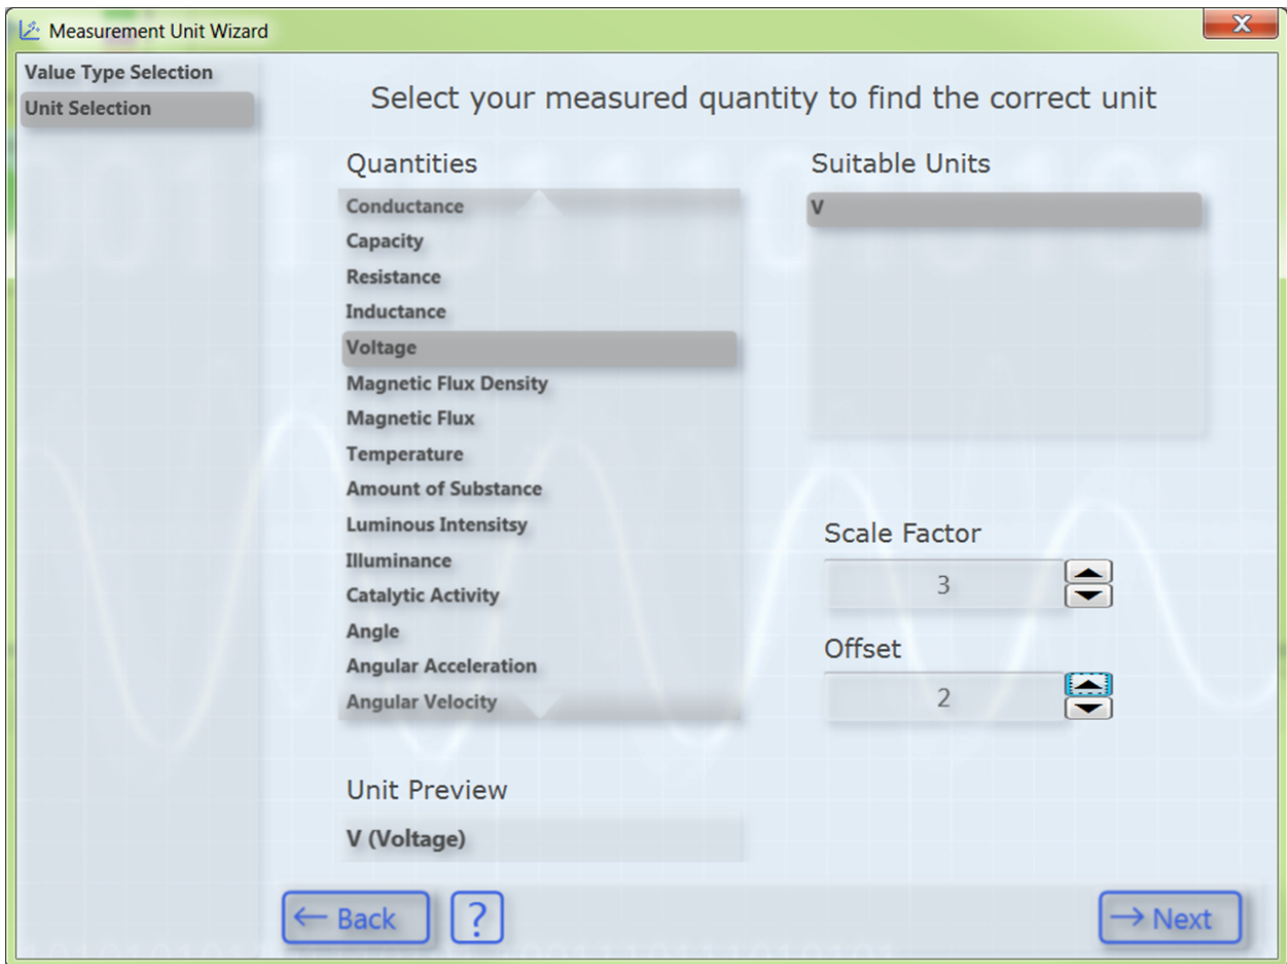 Measurement Unit Wizard
X
Value Type Selection
Unit Selection
Select your measured quantity to find the correct unit
Quantities
Conductance
Capacity
Resistance
Inductance
Voltage
Magnetic Flux Density
Magnetic Flux
Temperature
Amount of Substance
Luminous Intensitsy
Illuminance
Catalytic Activity
Angle
Angular Acceleration
Angular Velocity
Suitable Units
V
Scale Factor
3
Offset
2
Unit Preview
V (Voltage)
← Back
?
→ Next